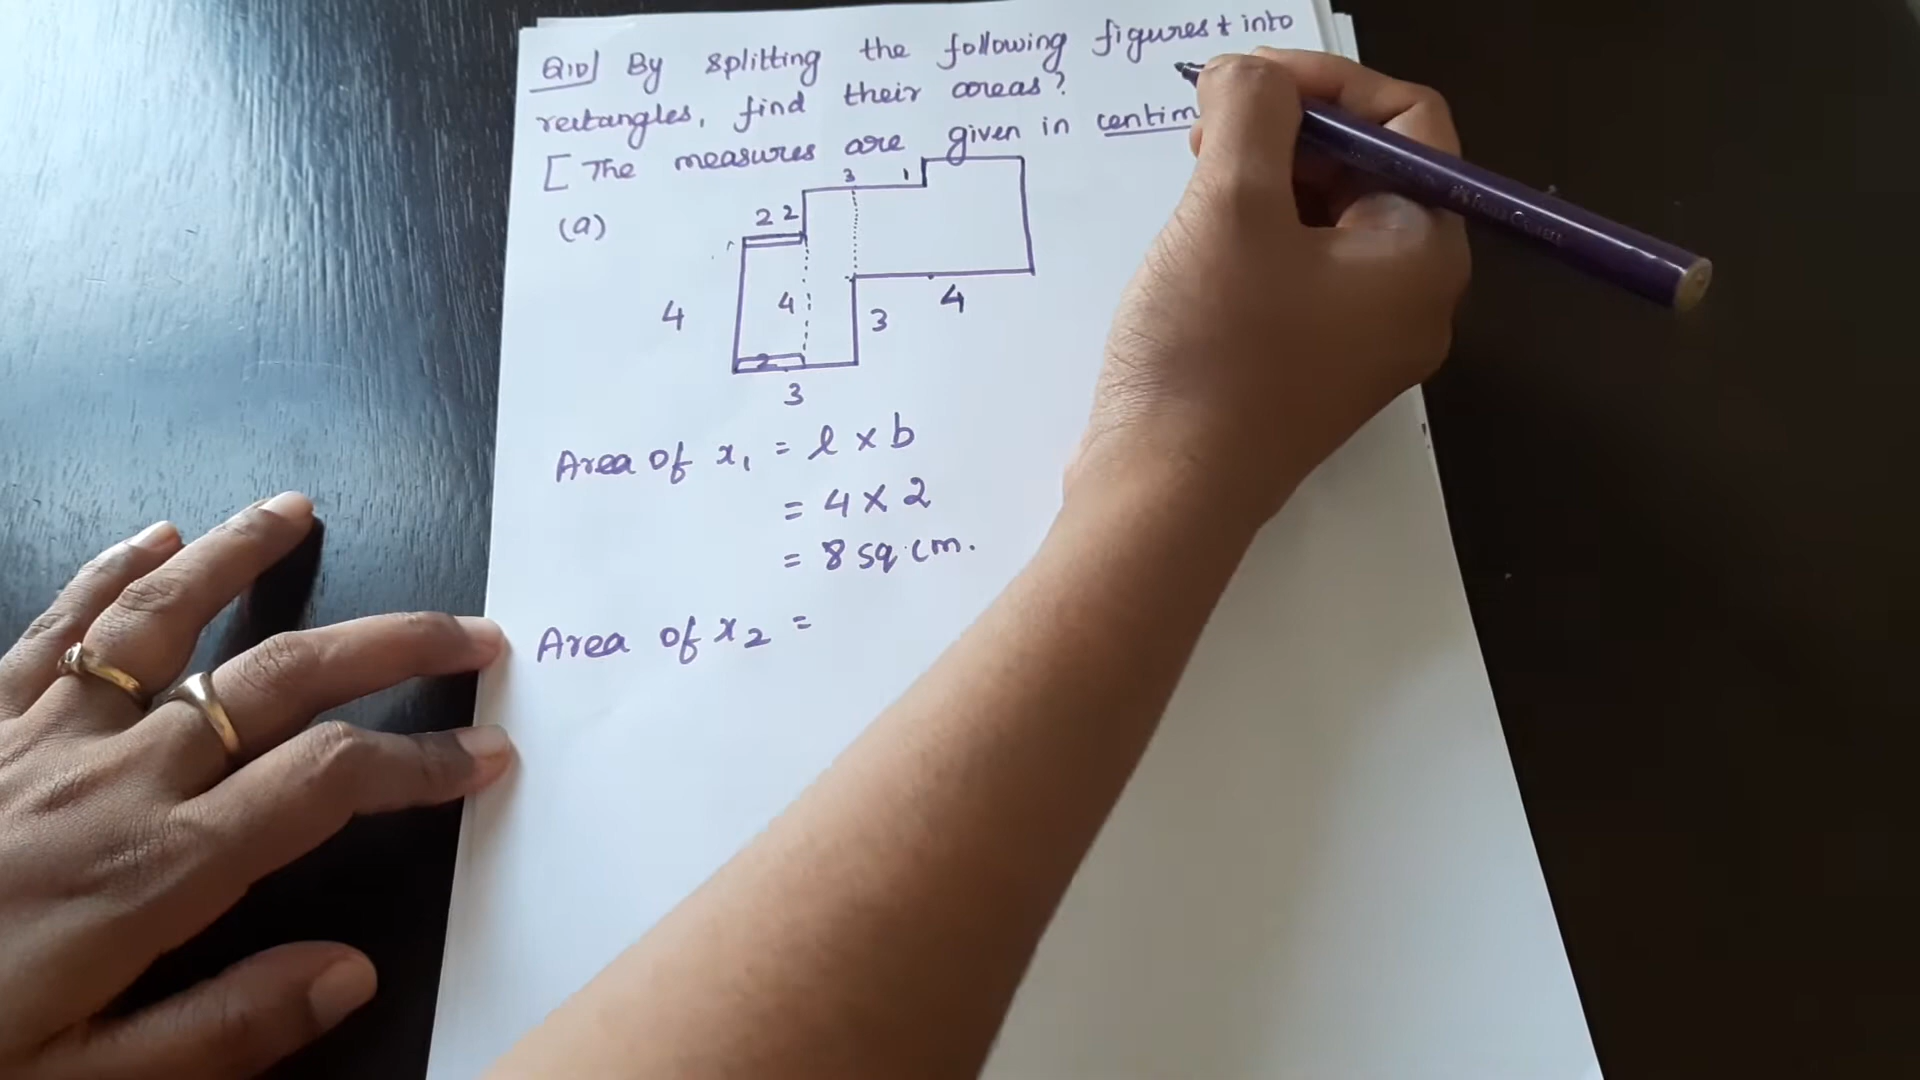 Q10] By splitting the following figures + into
rectangles, find their areas?
[ The measures are given in centim
(a)
3 1
2 2
4 4 3 4
2
3
Area of x₁ = l × b
= 4 × 2
= 8 sq.cm.
Area of x₂ =